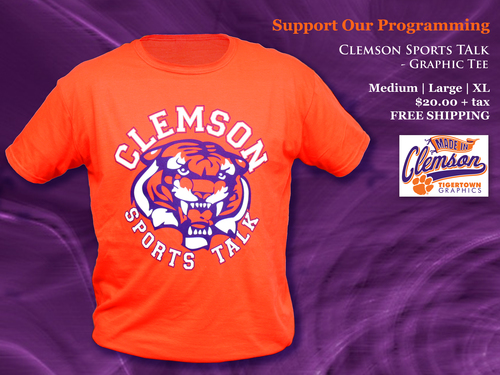 Support Our Programming
Clemson Sports Talk
- Graphic Tee
Medium | Large | XL
$20.00 + tax
FREE SHIPPING
CLEMSON
SPORTS TALK
MADE IN
Clemson
TIGERTOWN
GRAPHICS